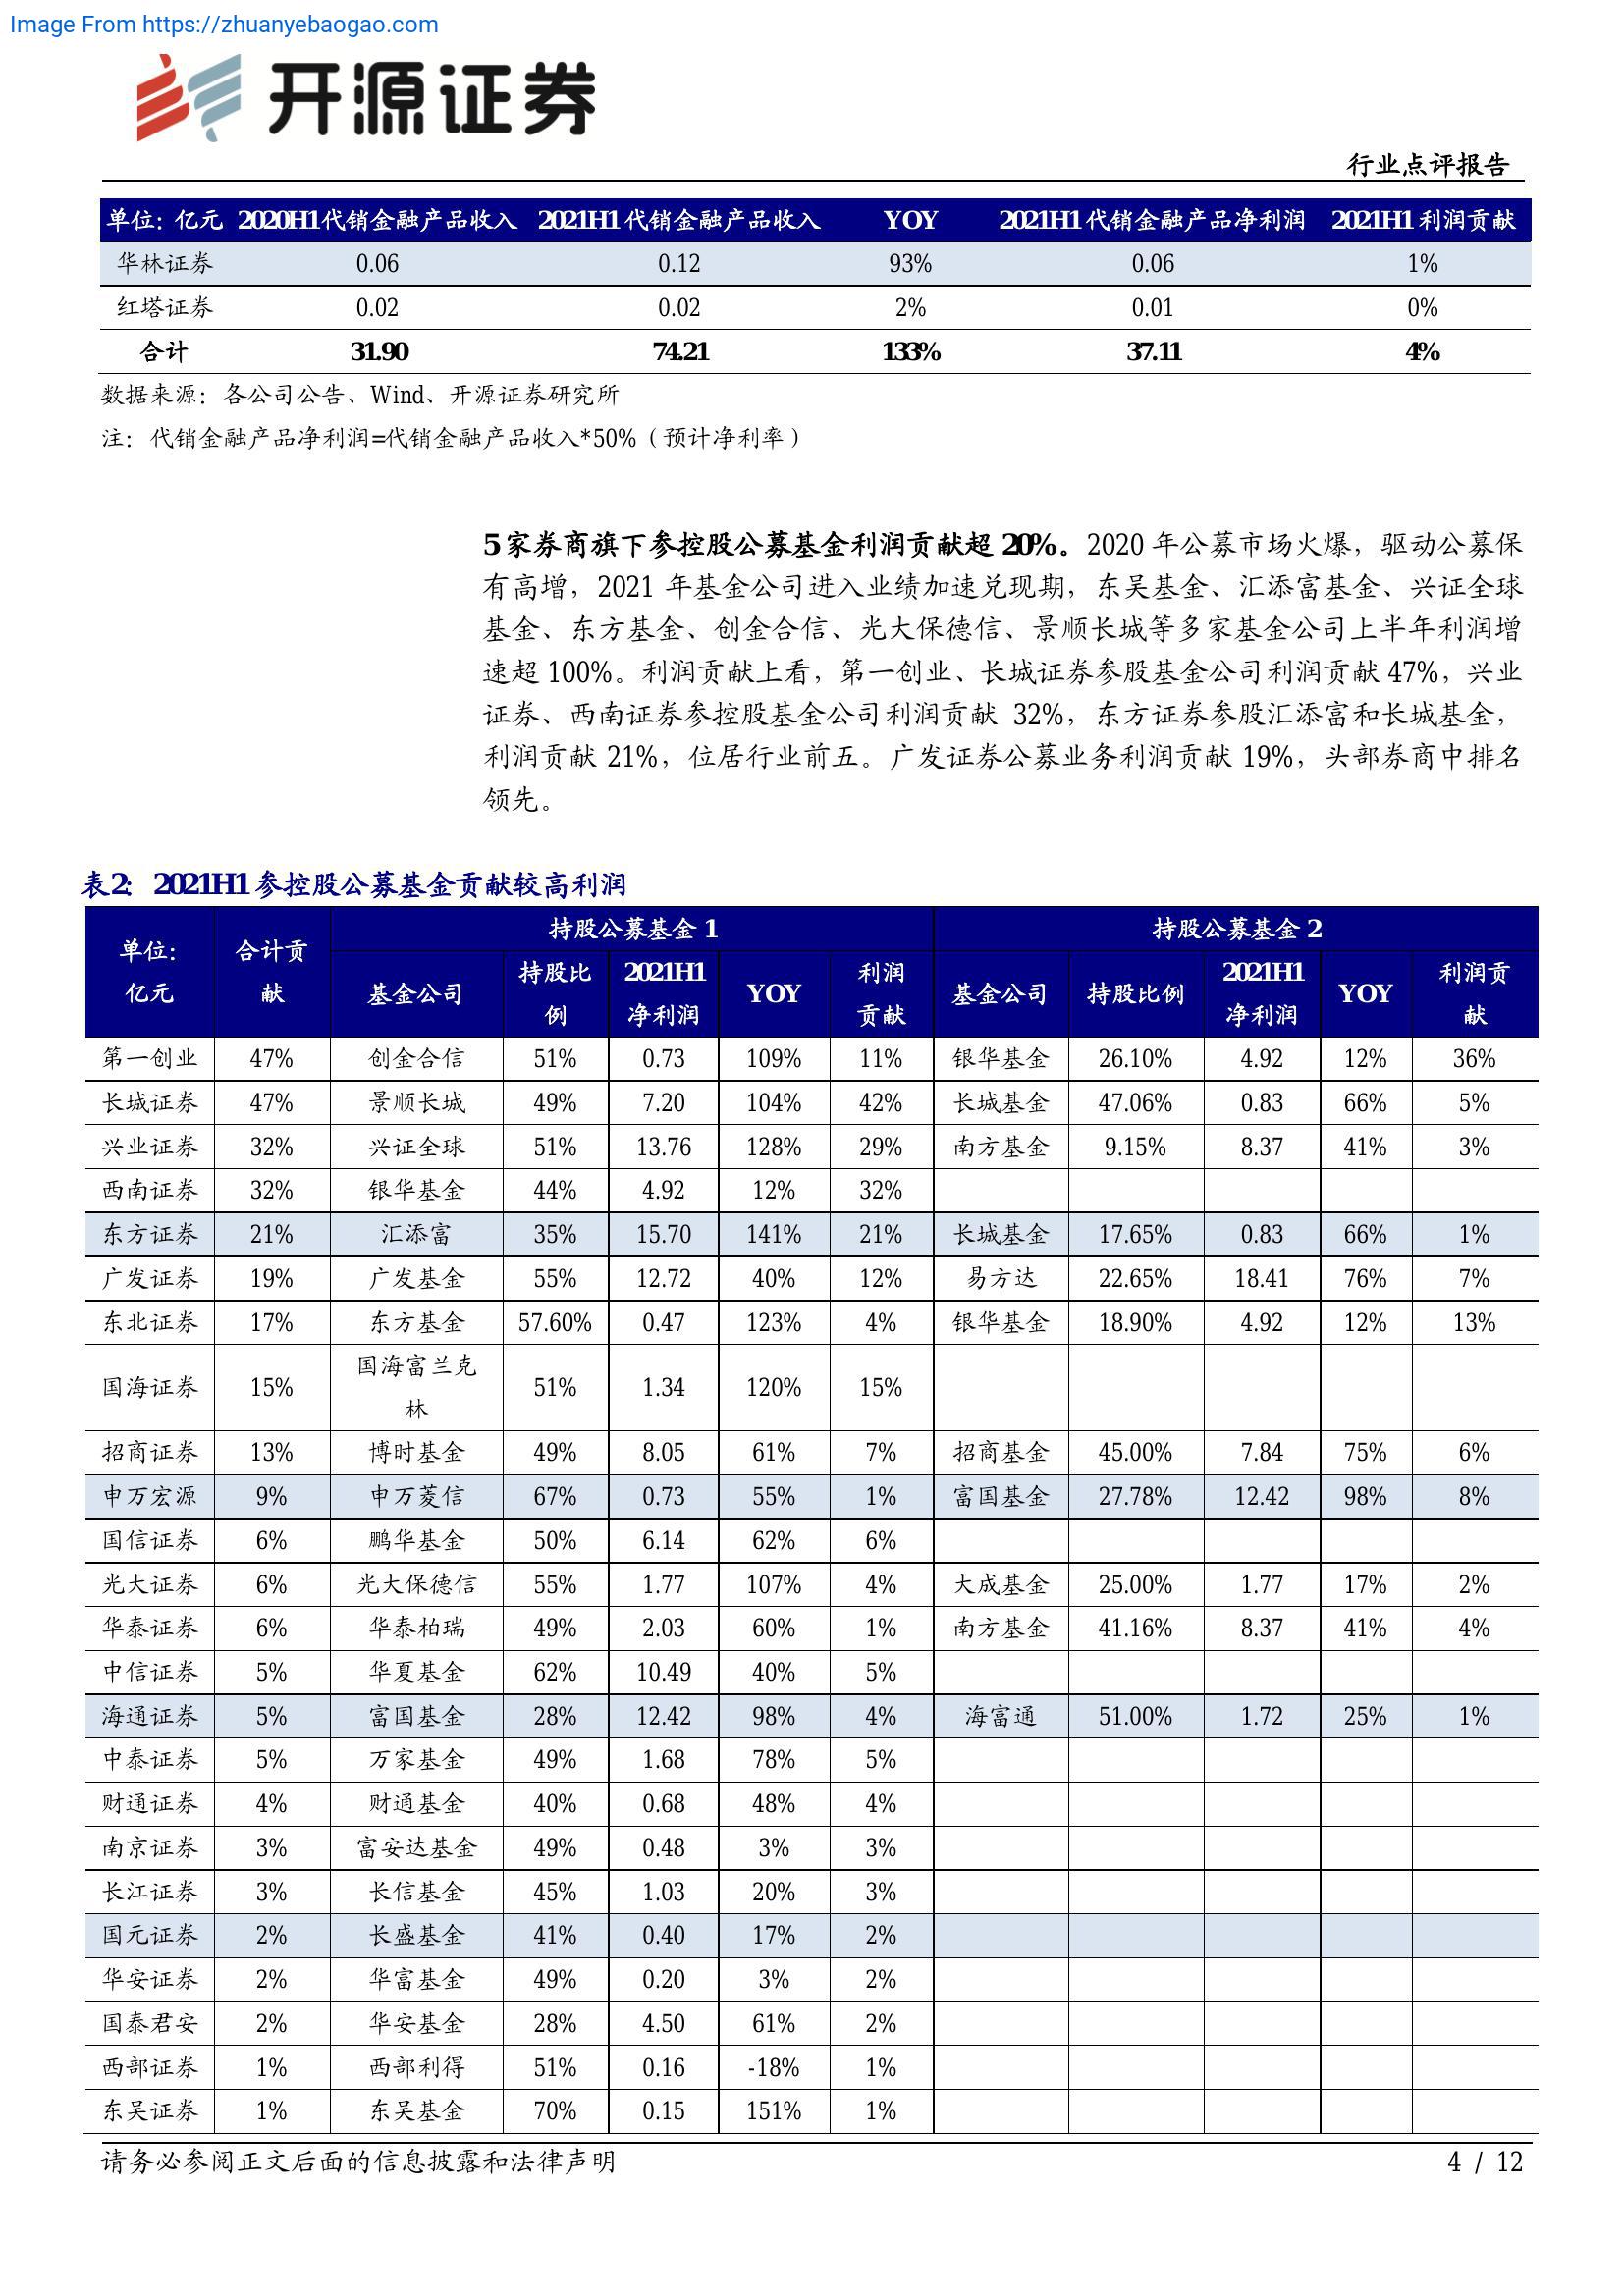 Image From https://zhuanyebaogao.com
开源证券
行业点评报告
单位：亿元 2020H1代销金融产品收入 2021H1代销金融产品收入 YOY 2021H1代销金融产品净利润 2021H1利润贡献
华林证券 0.06 0.12 93% 0.06 1%
红塔证券 0.02 0.02 2% 0.01 0%
合计 31.90 74.21 133% 37.11 4%
数据来源：各公司公告、Wind、开源证券研究所
注：代销金融产品净利润=代销金融产品收入*50%（预计净利率）
5家券商旗下参控股公募基金利润贡献超20%。2020年公募市场火爆，驱动公募保
有高增，2021 年基金公司进入业绩加速兑现期，东吴基金、汇添富基金、兴证全球
基金、东方基金、创金合信、光大保德信、景顺长城等多家基金公司上半年利润增
速超100%。利润贡献上看，第一创业、长城证券参股基金公司利润贡献47%，兴业
证券、西南证券参控股基金公司利润贡献 32%，东方证券参股汇添富和长城基金，
利润贡献 21%，位居行业前五。广发证券公募业务利润贡献 19%，头部券商中排名
领先。
表2： 2021H1参控股公募基金贡献较高利润
持股公募基金1 持股公募基金2
单位： 合计贡 持股比 2021H1 利润 2021H1 利润贡
基金公司 YOY 基金公司 持股比例 YOY
亿元 献 例 净利润 贡献 净利润 献
第一创业 47% 创金合信 51% 0.73 109% 11% 银华基金 26.10% 4.92 12% 36%
长城证券 47% 景顺长城 49% 7.20 104% 42% 长城基金 47.06% 0.83 66% 5%
兴业证券 32% 兴证全球 51% 13.76 128% 29% 南方基金 9.15% 8.37 41% 3%
西南证券 32% 银华基金 44% 4.92 12% 32%
东方证券 21% 汇添富 35% 15.70 141% 21% 长城基金 17.65% 0.83 66% 1%
广发证券 19% 广发基金 55% 12.72 40% 12% 易方达 22.65% 18.41 76% 7%
东北证券 17% 东方基金 57.60% 0.47 123% 4% 银华基金 18.90% 4.92 12% 13%
国海富兰克
国海证券 15% 51% 1.34 120% 15%
林
招商证券 13% 博时基金 49% 8.05 61% 7% 招商基金 45.00% 7.84 75% 6%
申万宏源 9% 申万菱信 67% 0.73 55% 1% 富国基金 27.78% 12.42 98% 8%
国信证券 6% 鹏华基金 50% 6.14 62% 6%
光大证券 6% 光大保德信 55% 1.77 107% 4% 大成基金 25.00% 1.77 17% 2%
华泰证券 6% 华泰柏瑞 49% 2.03 60% 1% 南方基金 41.16% 8.37 41% 4%
中信证券 5% 华夏基金 62% 10.49 40% 5%
海通证券 5% 富国基金 28% 12.42 98% 4% 海富通 51.00% 1.72 25% 1%
中泰证券 5% 万家基金 49% 1.68 78% 5%
财通证券 4% 财通基金 40% 0.68 48% 4%
南京证券 3% 富安达基金 49% 0.48 3% 3%
长江证券 3% 长信基金 45% 1.03 20% 3%
国元证券 2% 长盛基金 41% 0.40 17% 2%
华安证券 2% 华富基金 49% 0.20 3% 2%
国泰君安 2% 华安基金 28% 4.50 61% 2%
西部证券 1% 西部利得 51% 0.16 -18% 1%
东吴证券 1% 东吴基金 70% 0.15 151% 1%
请务必参阅正文后面的信息披露和法律声明 4 / 12